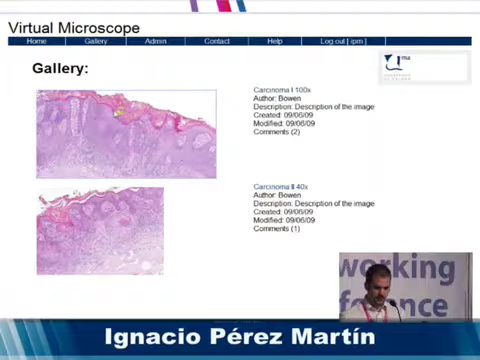 Virtual Microscope
Home Gallery Admin Contact Help Log out [ ipm ]
uma
Gallery:
Carcinoma I 100x
Author: Bowen
Description: Description of the image
Created: 09/06/09
Modified: 09/06/09
Comments (2)
Carcinoma II 40x
Author: Bowen
Description: Description of the image
Created: 09/06/09
Modified: 09/06/09
Comments (1)
working
ference
Ignacio Pérez Martín